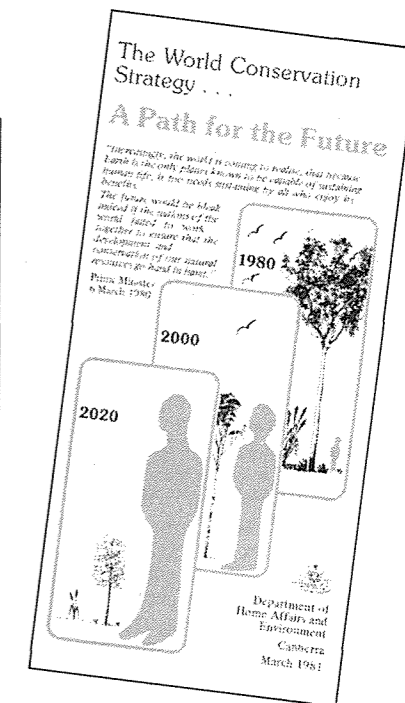 The World Conservation
Strategy . . .
A Path for the Future
"Increasingly, the world is coming to realise, that because
Earth is the only planet known to be capable of sustaining
human life, it too needs sustaining by all who enjoy its
benefits.
The future would be bleak
indeed if the nations of the
world failed to work
together to ensure that the
development and
conservation of our natural
resources go hand in hand."
Prime Minister
6 March 1980
1980
2000
2020
Department of
Home Affairs and
Environment
Canberra
March 1981